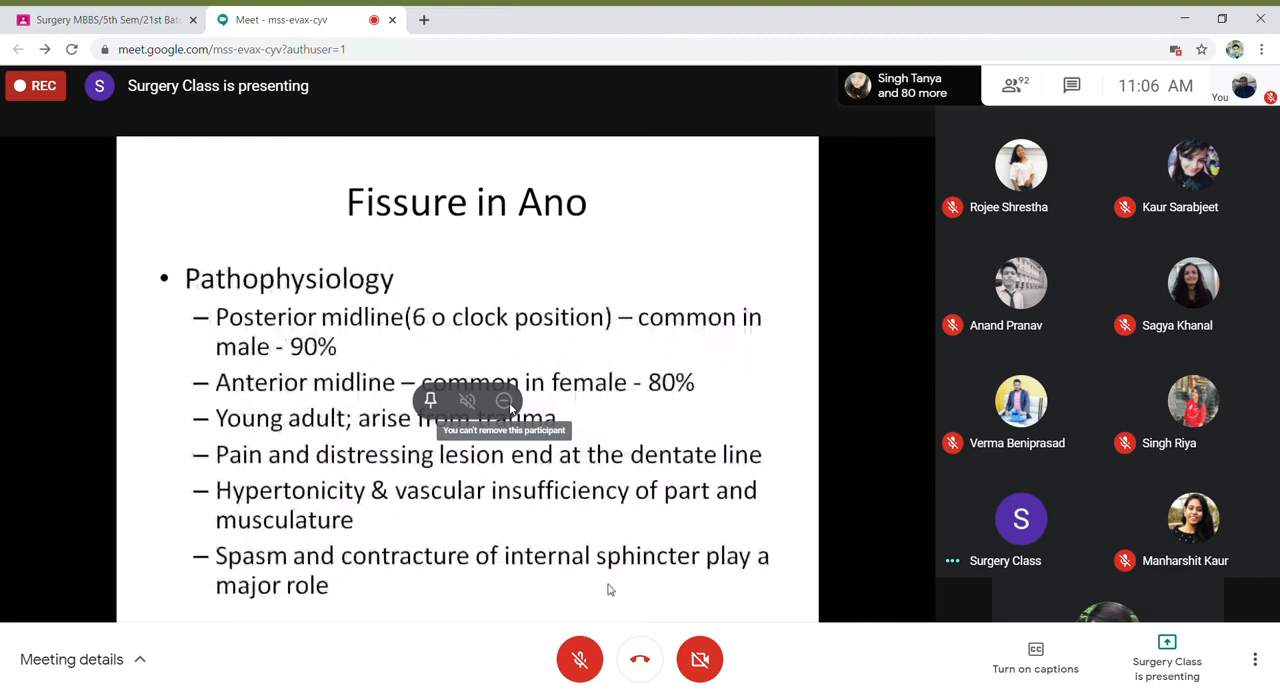 Surgery MBBS/5th Sem/21st Bat
Meet - mss-evax-cyv
meet.google.com/mss-evax-cyv?authuser=1
REC
S
Surgery Class is presenting
Singh Tanya
and 80 more
92
11:06 AM
You
Fissure in Ano
• Pathophysiology
– Posterior midline(6 o clock position) – common in
male - 90%
– Anterior midline – common in female - 80%
– Young adult; arise from trauma
You can't remove this participant
– Pain and distressing lesion end at the dentate line
– Hypertonicity & vascular insufficiency of part and
musculature
– Spasm and contracture of internal sphincter play a
major role
Rojee Shrestha
Kaur Sarabjeet
Anand Pranav
Sagya Khanal
Verma Beniprasad
Singh Riya
S
Surgery Class
Manharshit Kaur
Meeting details
CC
Turn on captions
Surgery Class
is presenting